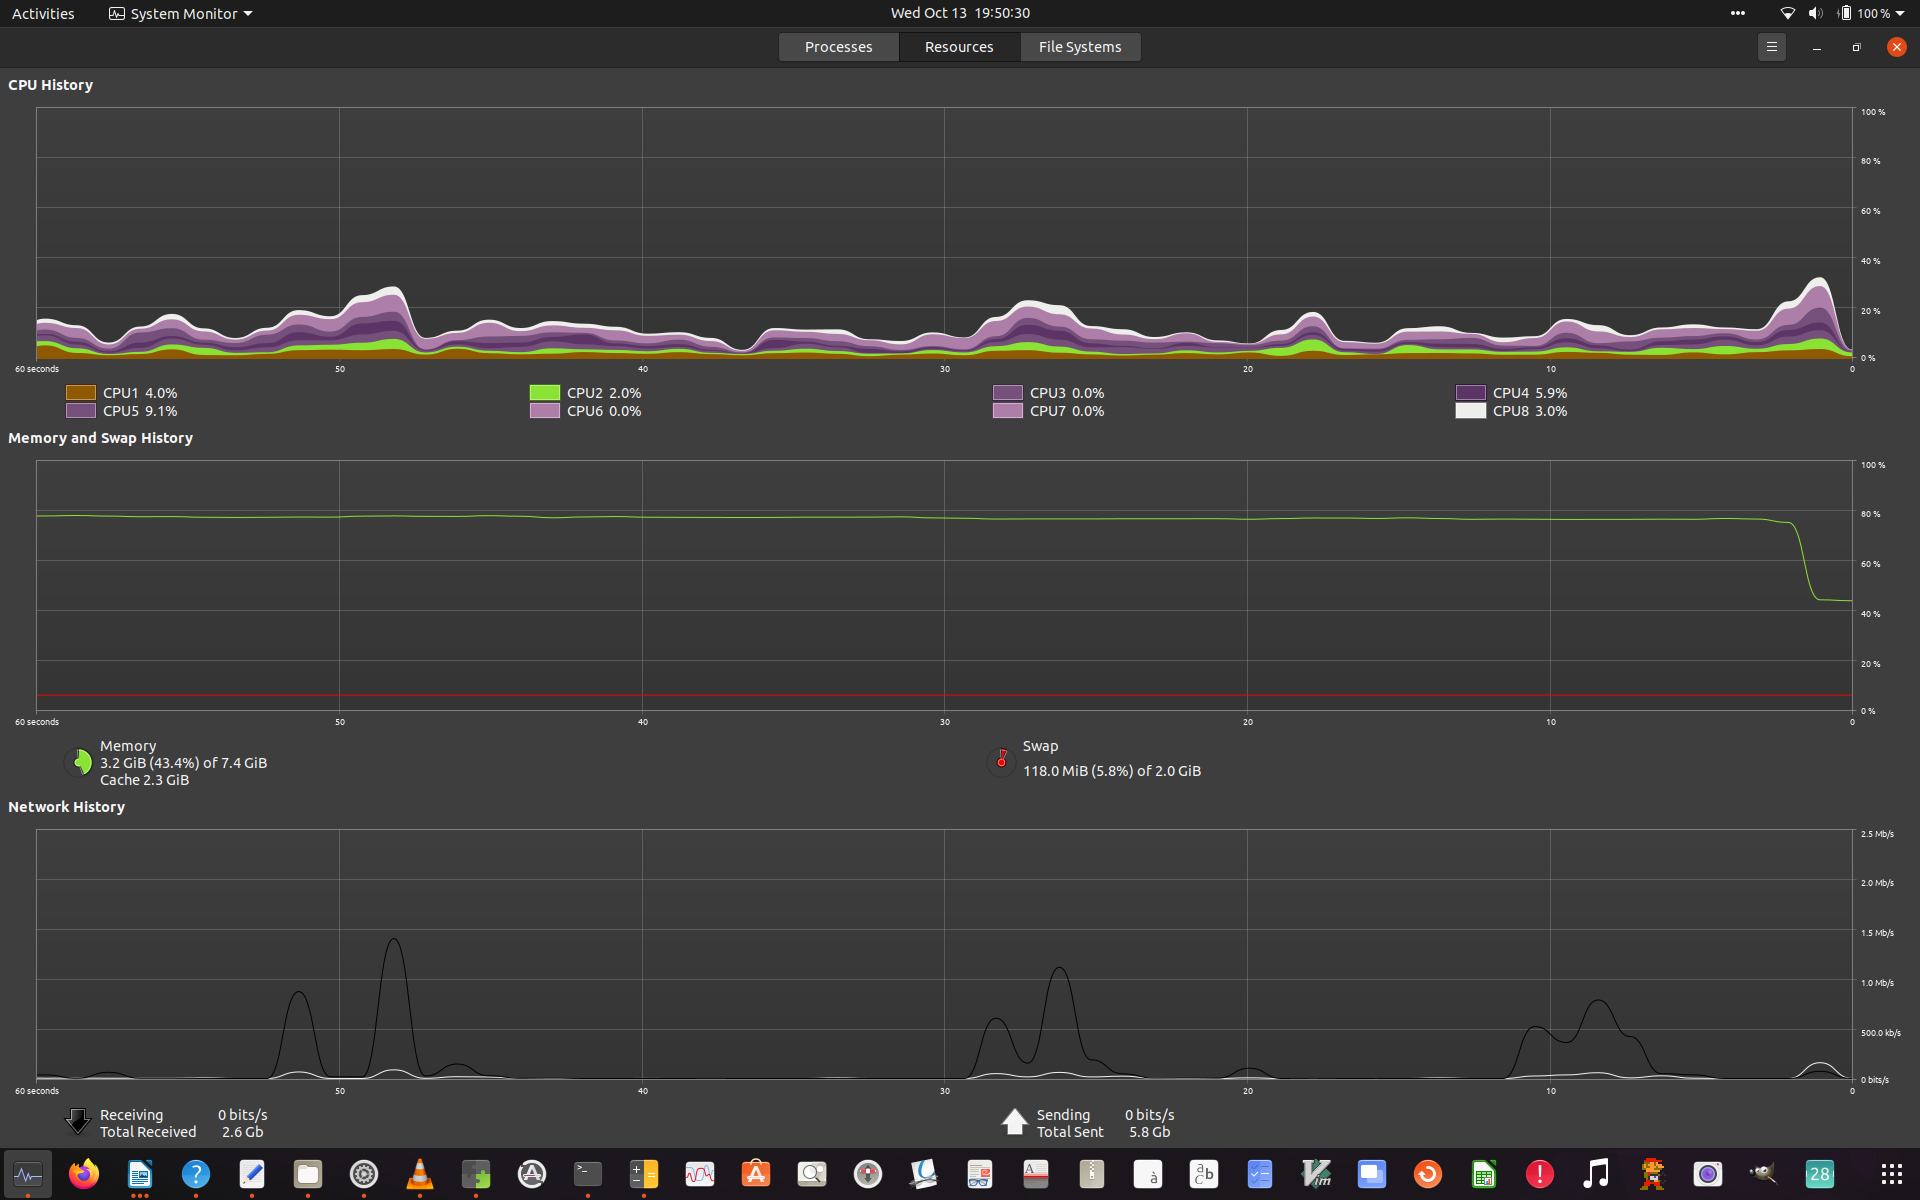 Activities System Monitor Wed Oct 13 19:50:30 100 %
Processes Resources File Systems
CPU History
100 %
80 %
60 %
40 %
20 %
0 %
60 seconds 50 40 30 20 10 0
CPU1 4.0% CPU2 2.0% CPU3 0.0% CPU4 5.9%
CPU5 9.1% CPU6 0.0% CPU7 0.0% CPU8 3.0%
Memory and Swap History
100 %
80 %
60 %
40 %
20 %
0 %
60 seconds 50 40 30 20 10 0
Memory
3.2 GiB (43.4%) of 7.4 GiB
Cache 2.3 GiB
Swap
118.0 MiB (5.8%) of 2.0 GiB
Network History
2.5 Mb/s
2.0 Mb/s
1.5 Mb/s
1.0 Mb/s
500.0 kb/s
0 bits/s
60 seconds 50 40 30 20 10 0
Receiving 0 bits/s
Total Received 2.6 Gb
Sending 0 bits/s
Total Sent 5.8 Gb
? >_ A A A à ab c Vim ! 28